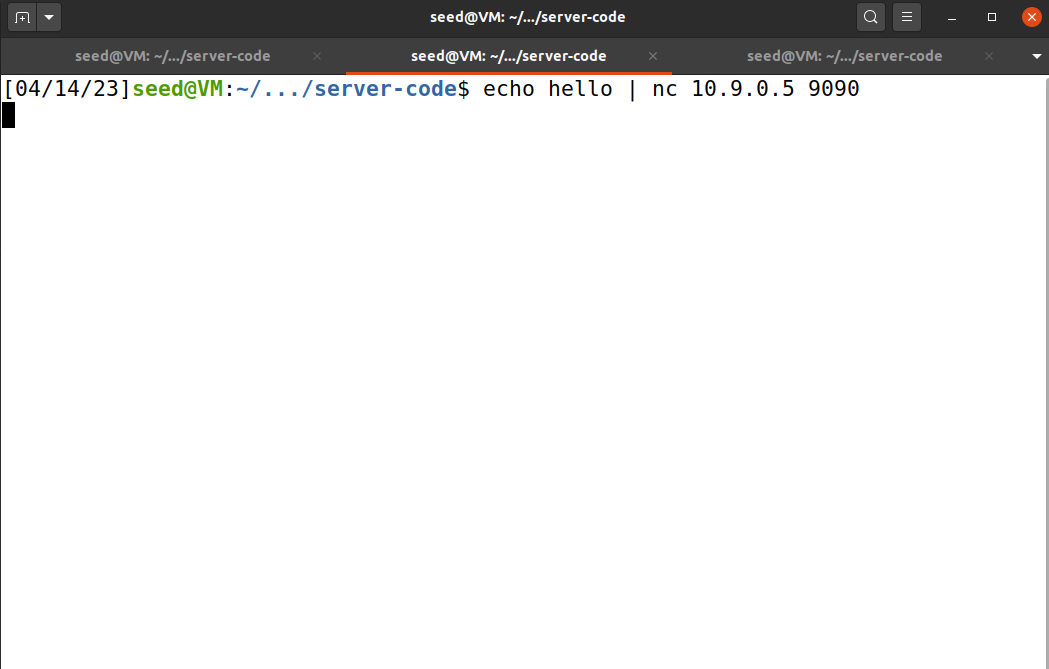 seed@VM: ~/.../server-code
seed@VM: ~/.../server-code seed@VM: ~/.../server-code seed@VM: ~/.../server-code
[04/14/23]seed@VM:~/.../server-code$ echo hello | nc 10.9.0.5 9090